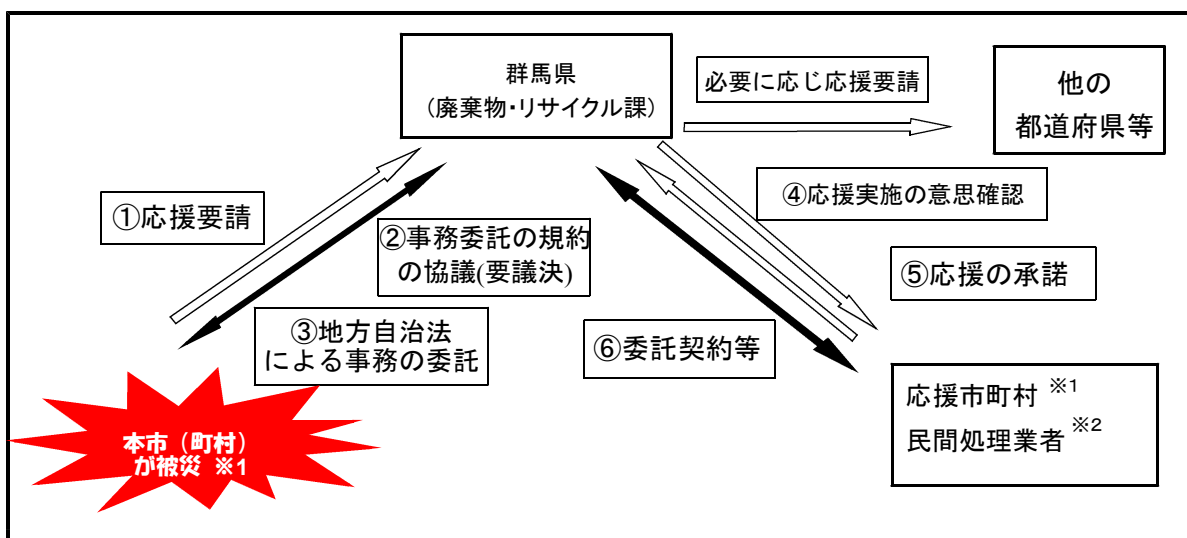 群馬県
(廃棄物・リサイクル課)
必要に応じ応援要請
他の
都道府県等
①応援要請
②事務委託の規約
の協議(要議決)
③地方自治法
による事務の委託
④応援実施の意思確認
⑤応援の承諾
⑥委託契約等
本市（町村）
が被災 ※1
応援市町村 ※1
民間処理業者 ※2